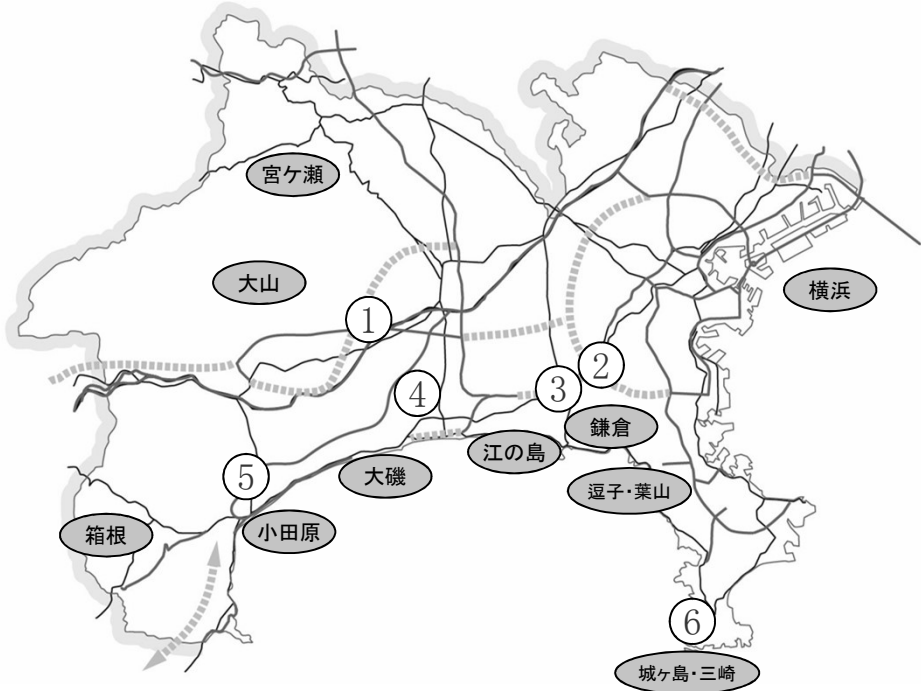 宮ケ瀬
大山
横浜
①
②
③
④
鎌倉
江の島
大磯
⑤
逗子・葉山
箱根
小田原
⑥
城ヶ島・三崎